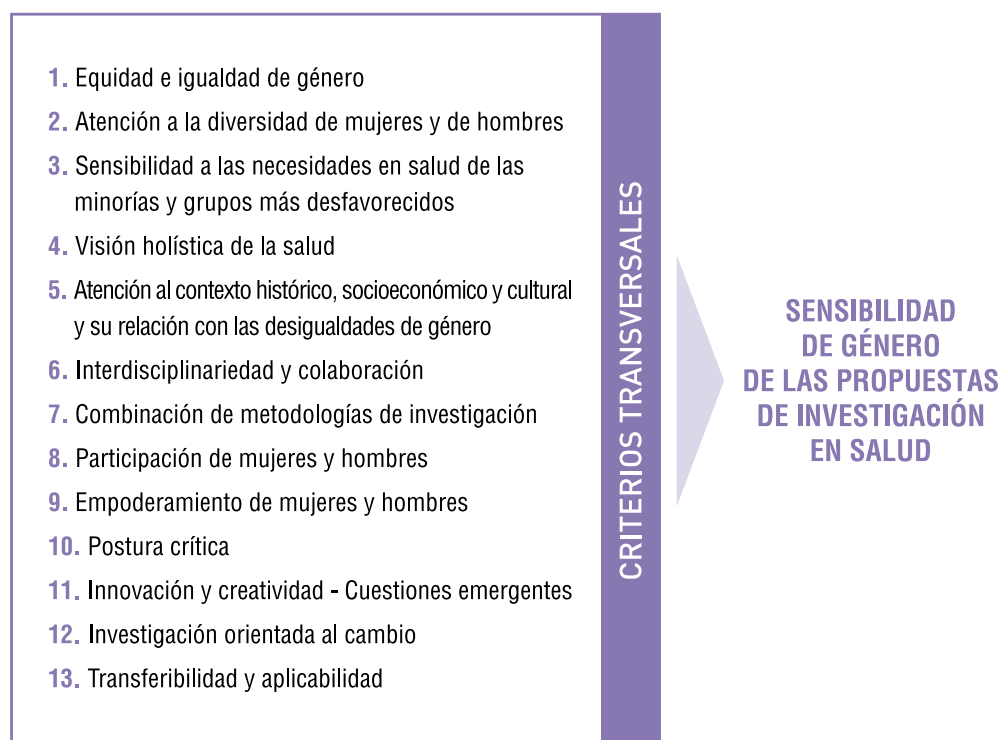 1. Equidad e igualdad de género
2. Atención a la diversidad de mujeres y de hombres
3. Sensibilidad a las necesidades en salud de las
minorías y grupos más desfavorecidos
4. Visión holística de la salud
5. Atención al contexto histórico, socioeconómico y cultural
y su relación con las desigualdades de género
6. Interdisciplinariedad y colaboración
7. Combinación de metodologías de investigación
8. Participación de mujeres y hombres
9. Empoderamiento de mujeres y hombres
10. Postura crítica
11. Innovación y creatividad - Cuestiones emergentes
12. Investigación orientada al cambio
13. Transferibilidad y aplicabilidad
CRITERIOS TRANSVERSALES
SENSIBILIDAD
DE GÉNERO
DE LAS PROPUESTAS
DE INVESTIGACIÓN
EN SALUD